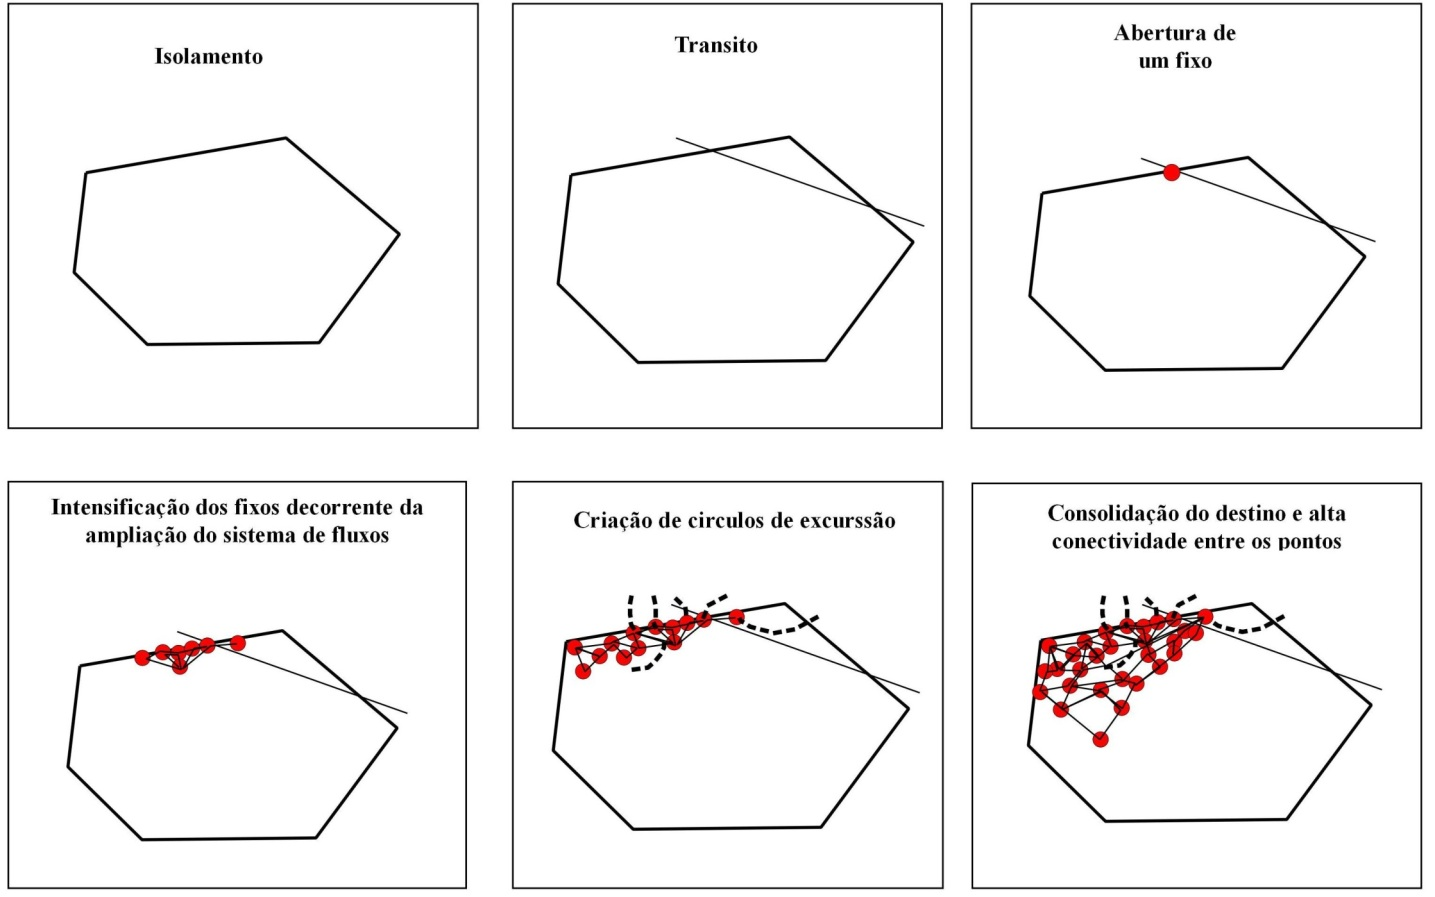 Isolamento
Transito
Abertura de
um fixo
Intensificação dos fixos decorrente da
ampliação do sistema de fluxos
Criação de circulos de excurssão
Consolidação do destino e alta
conectividade entre os pontos